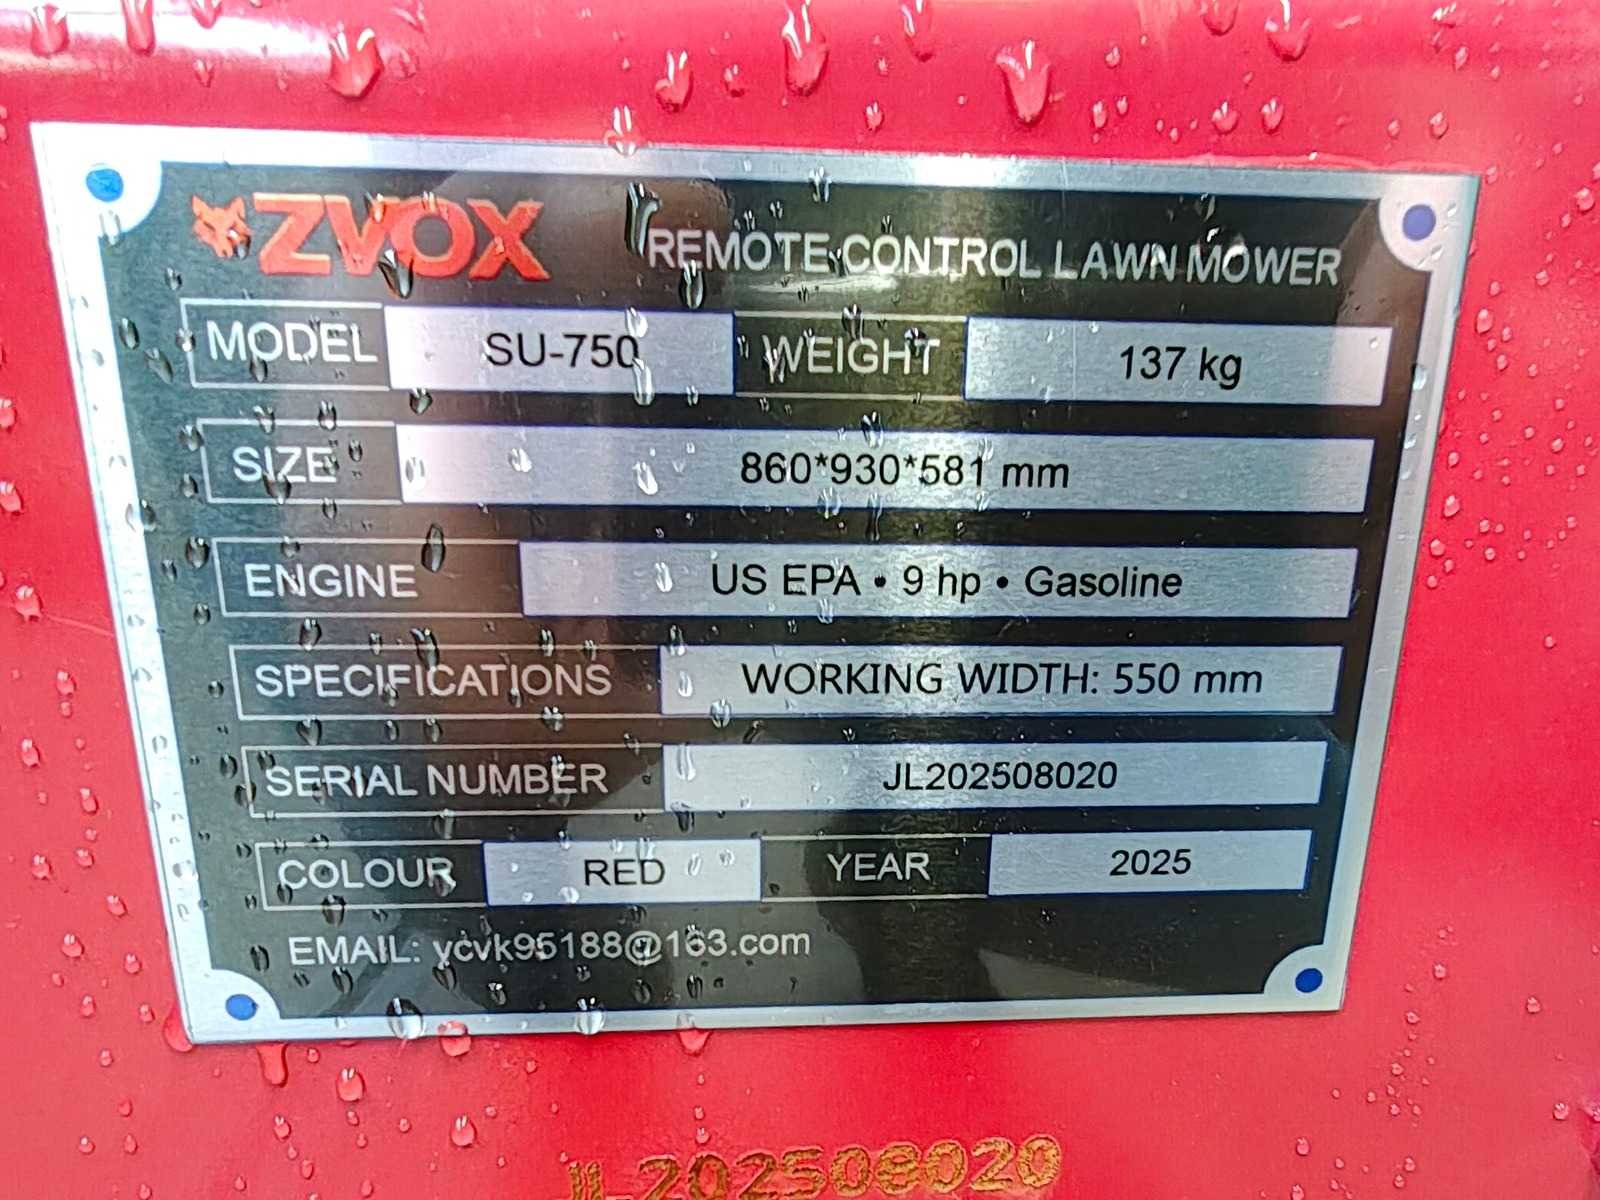 ZVOX REMOTE CONTROL LAWN MOWER
MODEL SU-750 WEIGHT 137 kg
SIZE 860*930*581 mm
ENGINE US EPA • 9 hp • Gasoline
SPECIFICATIONS WORKING WIDTH: 550 mm
SERIAL NUMBER JL202508020
COLOUR RED YEAR 2025
EMAIL: ycvk95188@163.com
JL202508020